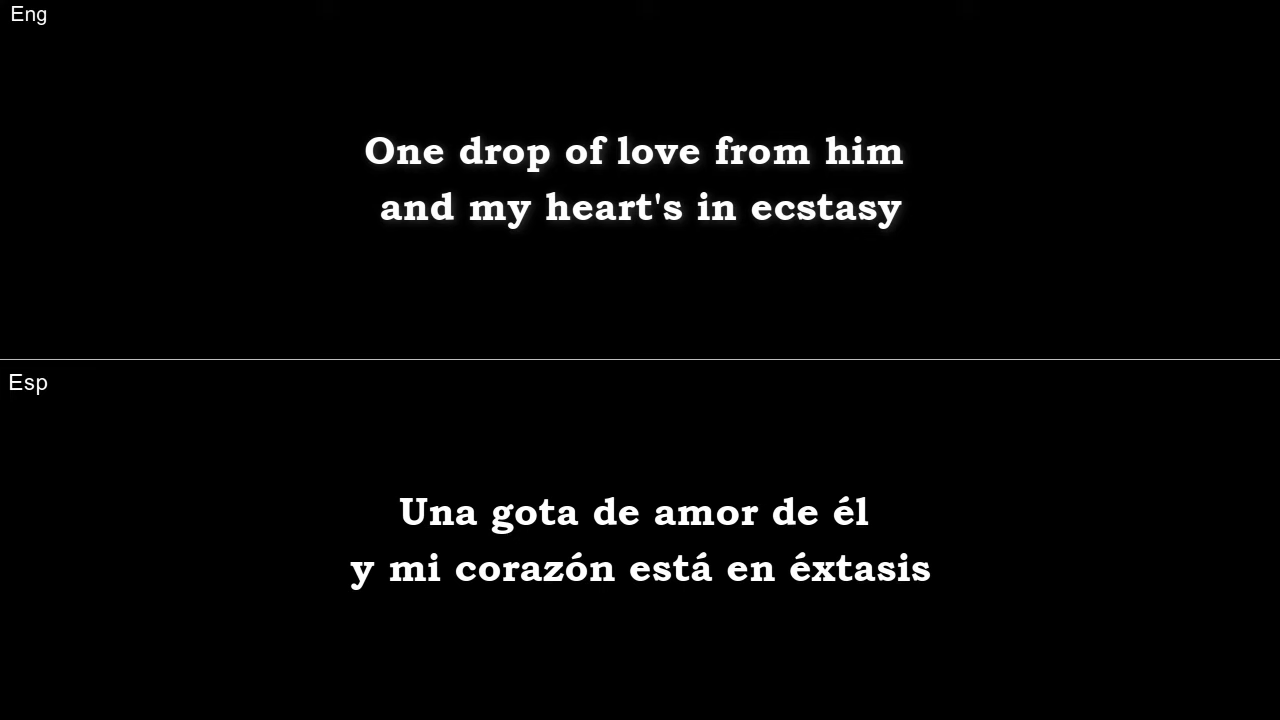 Eng
One drop of love from him
and my heart's in ecstasy
Esp
Una gota de amor de él
y mi corazón está en éxtasis